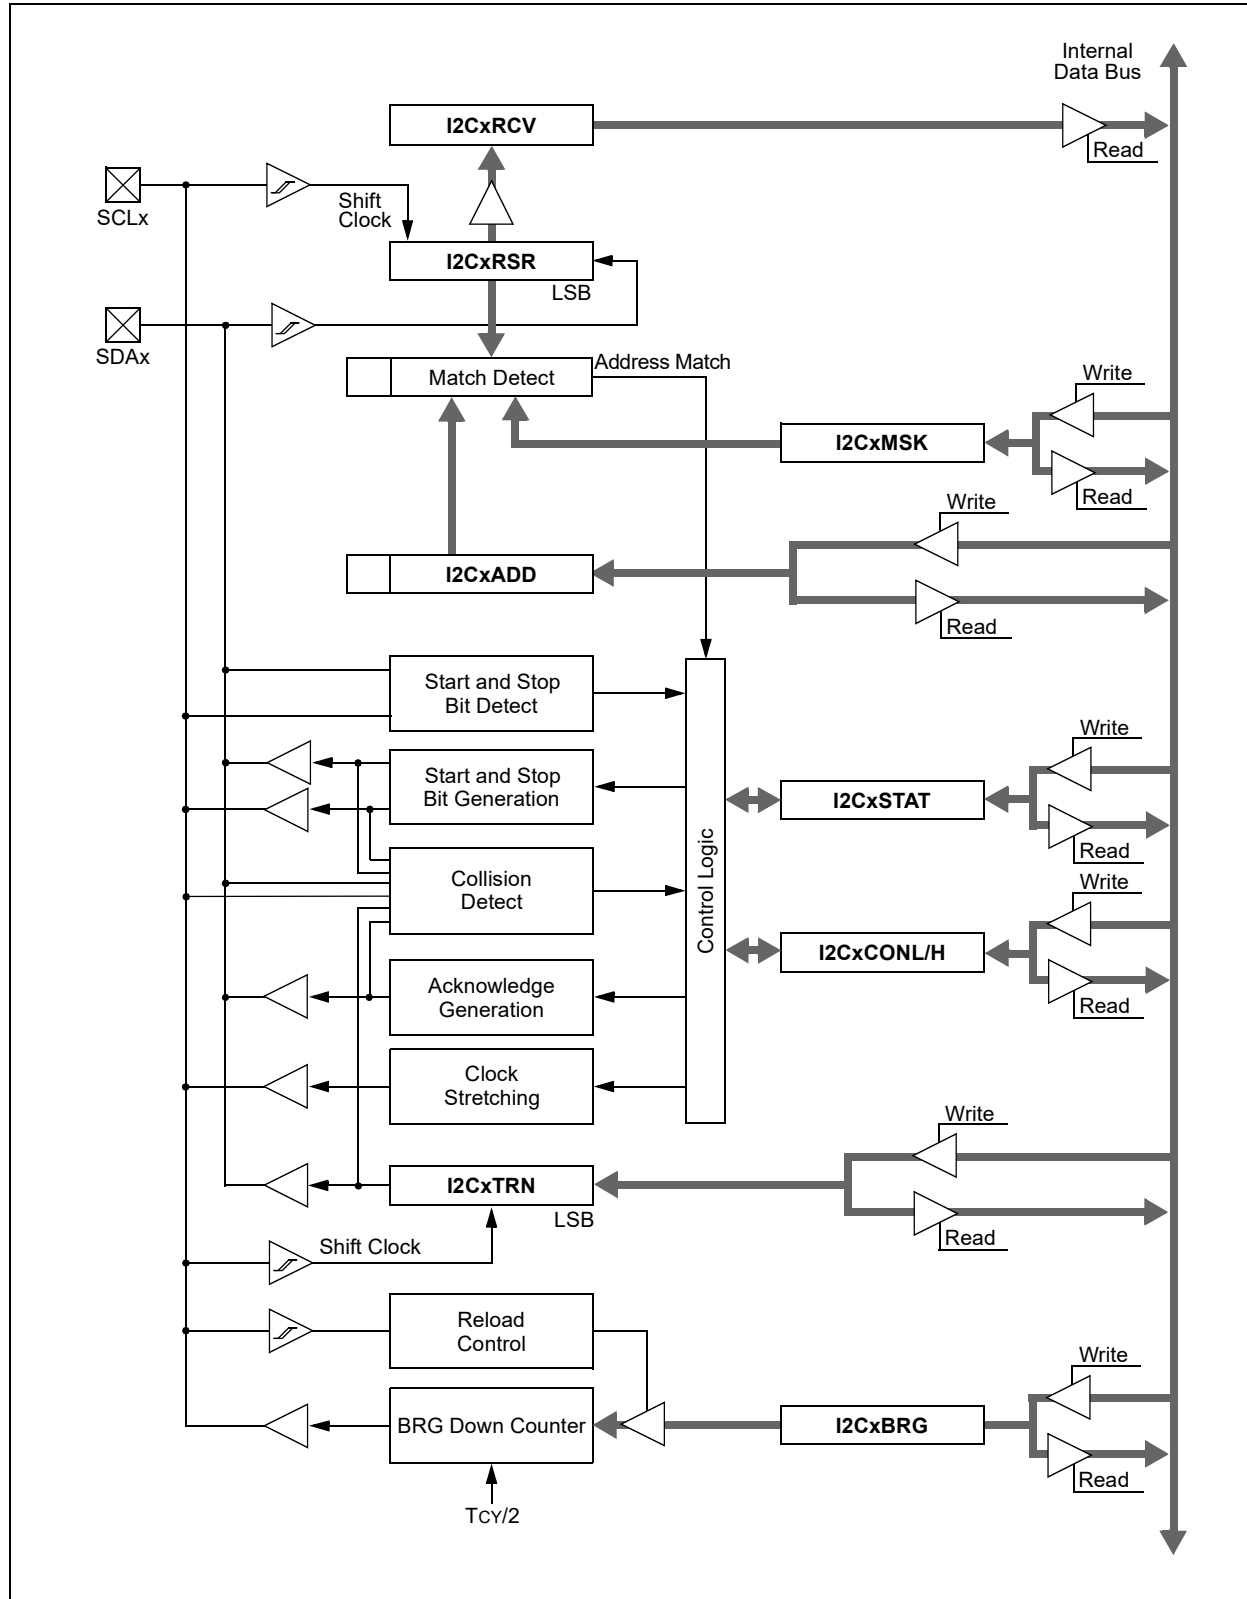 Internal
Data Bus
I2CxRCV
Read
SCLx
Shift
Clock
I2CxRSR
LSB
SDAx
Match Detect
Address Match
Write
I2CxMSK
Read
Write
I2CxADD
Read
Start and Stop
Bit Detect
Write
Start and Stop
Bit Generation
I2CxSTAT
Read
Control Logic
Collision
Detect
Write
I2CxCONL/H
Read
Acknowledge
Generation
Clock
Stretching
Write
I2CxTRN
LSB
Read
Shift Clock
Reload
Control
Write
BRG Down Counter
I2CxBRG
Read
TCY/2